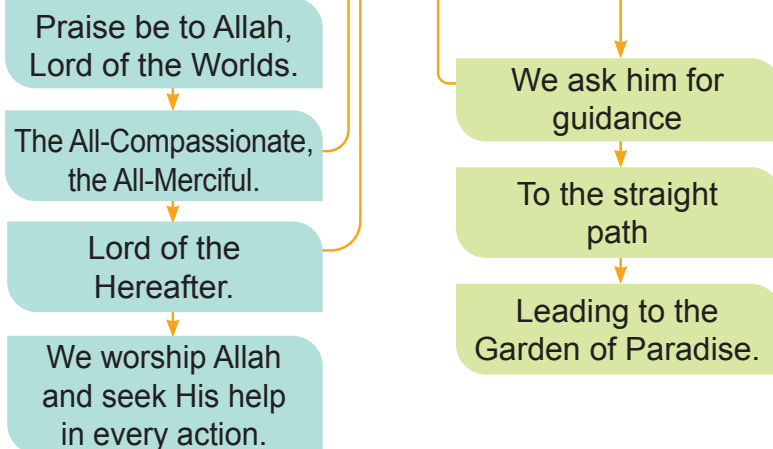 Praise be to Allah,
Lord of the Worlds.
The All-Compassionate,
the All-Merciful.
Lord of the
Hereafter.
We worship Allah
and seek His help
in every action.
We ask him for
guidance
To the straight
path
Leading to the
Garden of Paradise.